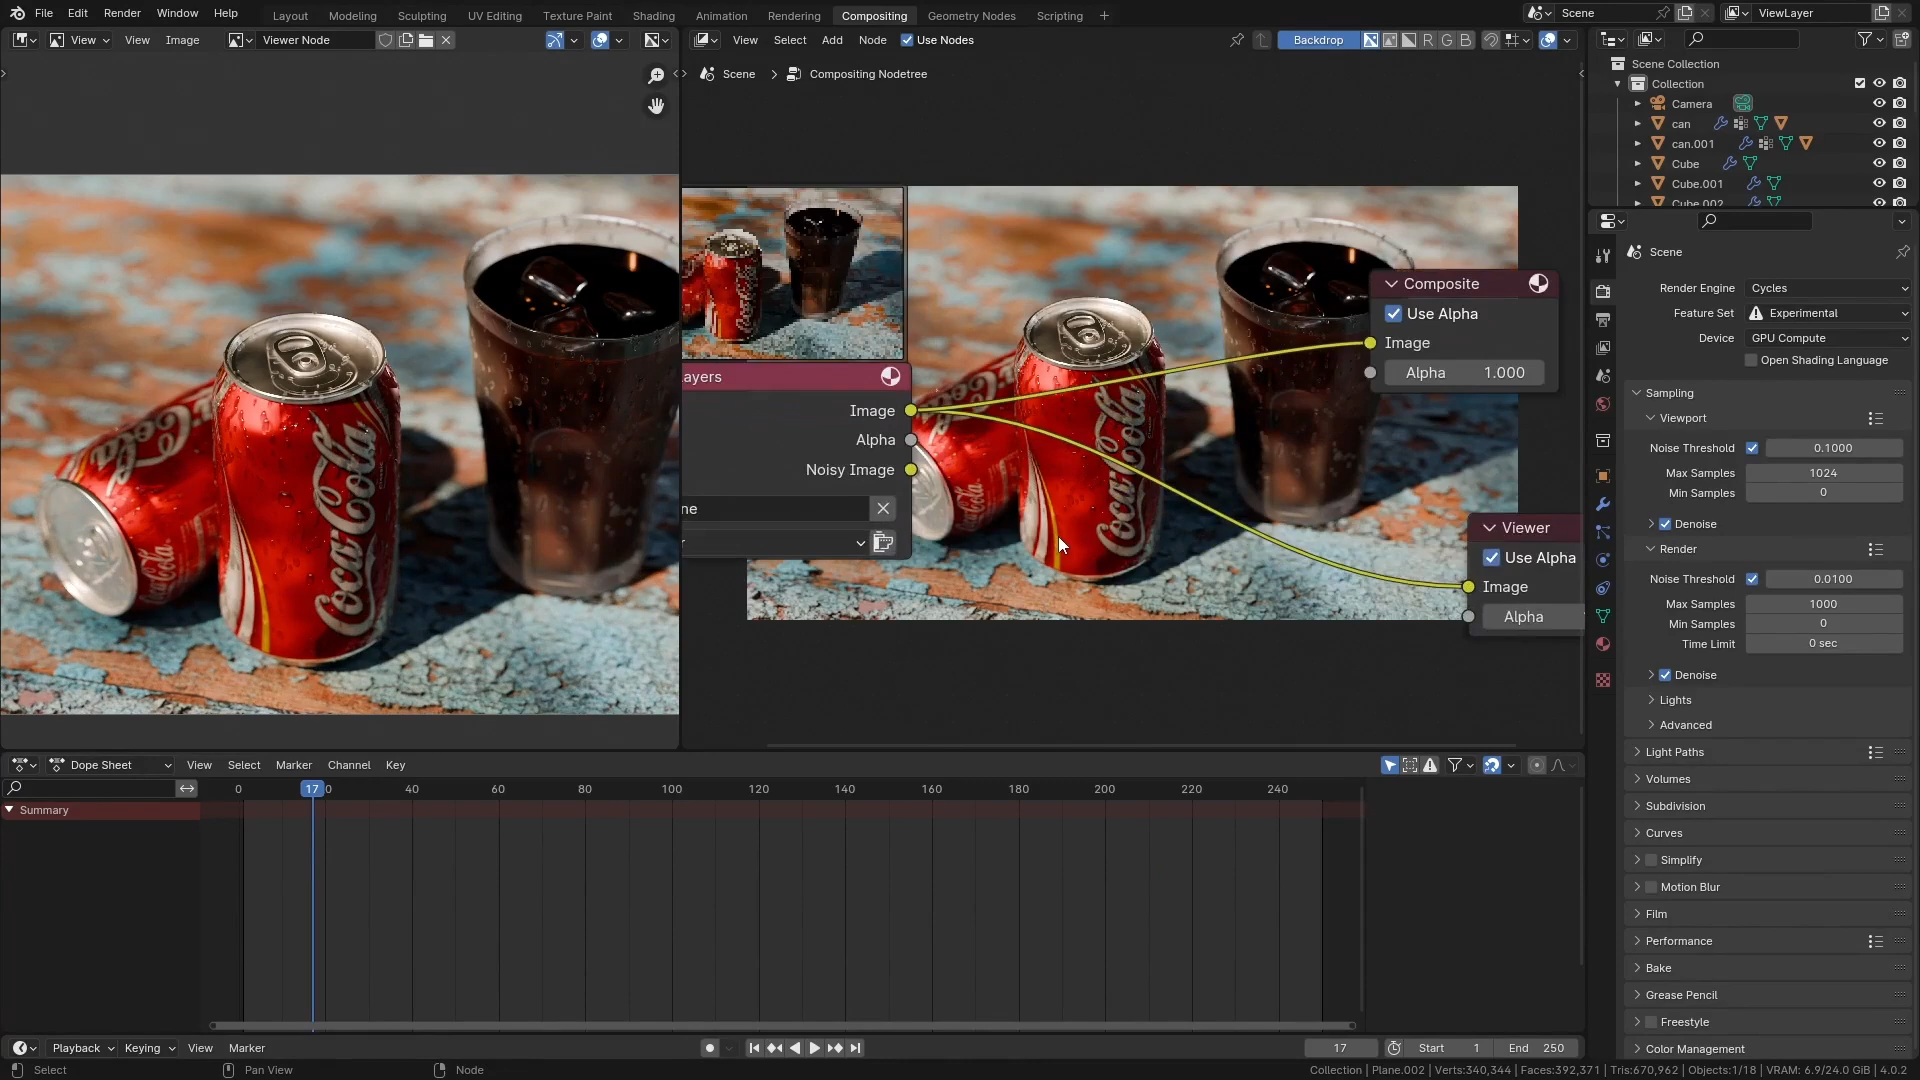 File Edit Render Window Help
Layout Modeling Sculpting UV Editing Texture Paint Shading Animation Rendering Compositing Geometry Nodes Scripting +
Scene
ViewLayer
View View Image Viewer Node
View Select Add Node Use Nodes
Backdrop R G B
Scene > Compositing Nodetree
Coca-Cola
Coca-Cola
Composite
Use Alpha
Image
Alpha 1.000
ayers
Image
Alpha
Noisy Image
ne
r
Viewer
Use Alpha
Image
Alpha
Scene Collection
Collection
Camera
can
can.001
Cube
Cube.001
Cube.002
Scene
Render Engine Cycles
Feature Set Experimental
Device GPU Compute
Open Shading Language
Sampling
Viewport
Noise Threshold 0.1000
Max Samples 1024
Min Samples 0
Denoise
Render
Noise Threshold 0.0100
Max Samples 1000
Min Samples 0
Time Limit 0 sec
Denoise
Lights
Advanced
Light Paths
Volumes
Subdivision
Curves
Simplify
Motion Blur
Film
Performance
Bake
Grease Pencil
Freestyle
Color Management
Dope Sheet View Select Marker Channel Key
0 17 0 40 60 80 100 120 140 160 180 200 220 240
Summary
Playback Keying View Marker
17 Start 1 End 250
Select Pan View Node
Collection | Plane.002 | Verts:340,344 | Faces:392,371 | Tris:670,962 | Objects:1/18 | VRAM: 6.9/24.0 GiB | 4.0.2